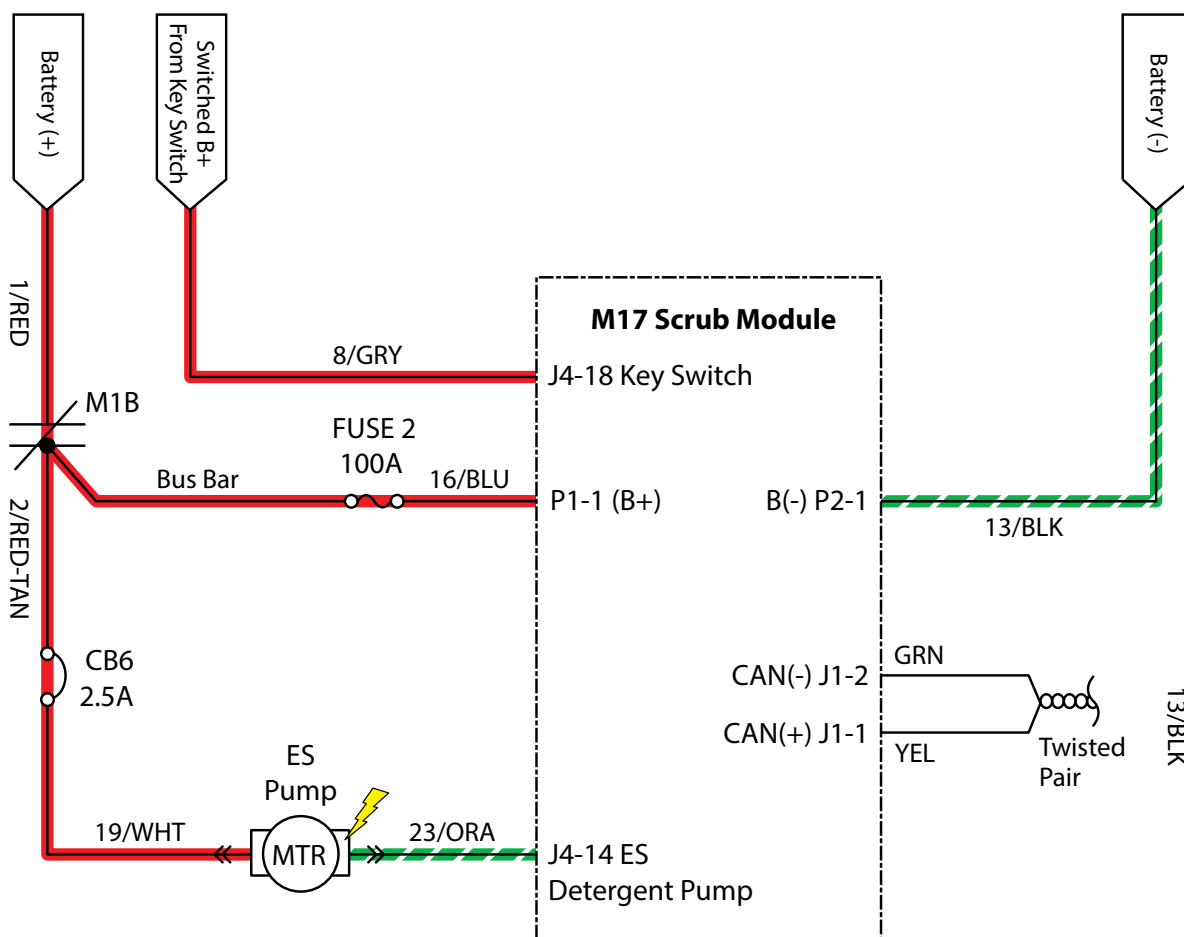 Battery (+)
Switched B+
From Key Switch
Battery (-)
1/RED
M17 Scrub Module
8/GRY
J4-18 Key Switch
M1B
FUSE 2
100A
Bus Bar
16/BLU
P1-1 (B+)
B(-) P2-1
13/BLK
2/RED-TAN
CB6
2.5A
CAN(-) J1-2
GRN
CAN(+) J1-1
YEL
Twisted
Pair
13/BLK
ES
Pump
19/WHT
MTR
23/ORA
J4-14 ES
Detergent Pump